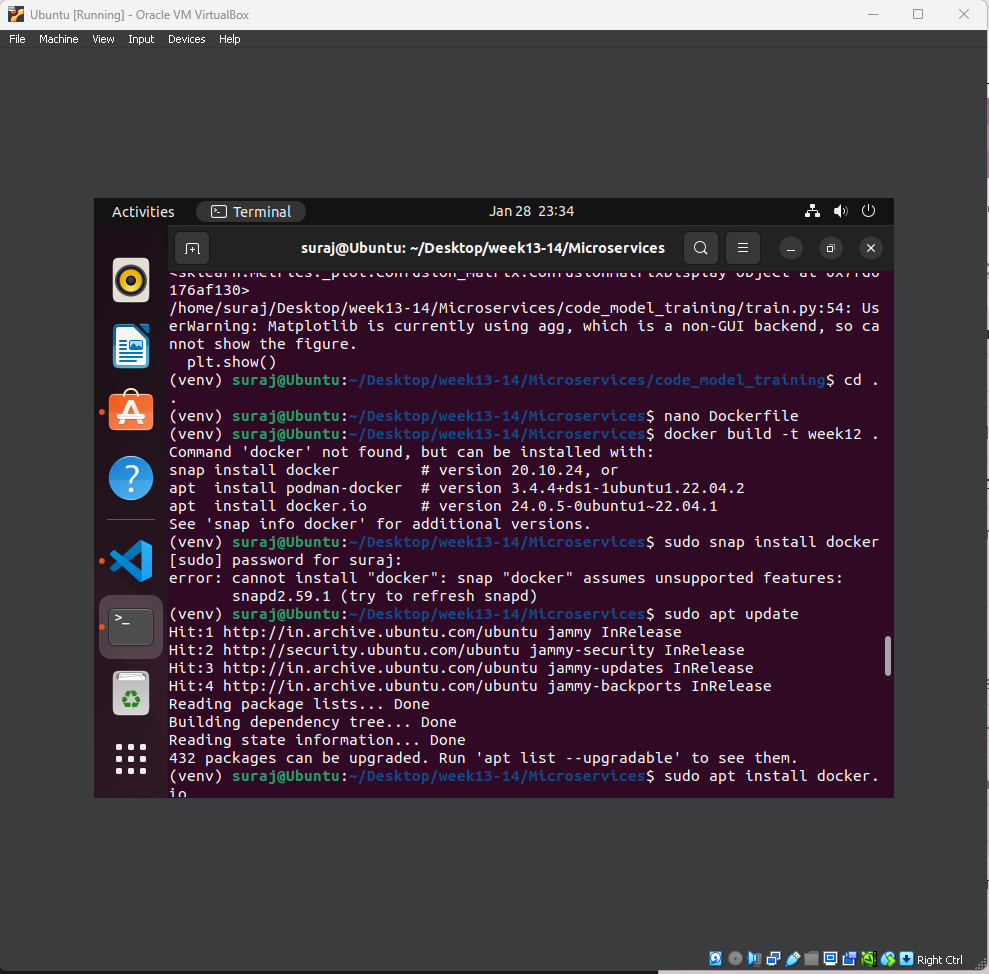 Ubuntu [Running] - Oracle VM VirtualBox
File Machine View Input Devices Help
Activities Terminal Jan 28 23:34
suraj@Ubuntu: ~/Desktop/week13-14/Microservices
<sklearn.metrics._plot.confusion_matrix.ConfusionMatrixDisplay object at 0x7fd8
176af130>
/home/suraj/Desktop/week13-14/Microservices/code_model_training/train.py:54: Us
erWarning: Matplotlib is currently using agg, which is a non-GUI backend, so ca
nnot show the figure.
plt.show()
(venv) suraj@Ubuntu:~/Desktop/week13-14/Microservices/code_model_training$ cd .
.
(venv) suraj@Ubuntu:~/Desktop/week13-14/Microservices$ nano Dockerfile
(venv) suraj@Ubuntu:~/Desktop/week13-14/Microservices$ docker build -t week12 .
Command 'docker' not found, but can be installed with:
snap install docker # version 20.10.24, or
apt install podman-docker # version 3.4.4+ds1-1ubuntu1.22.04.2
apt install docker.io # version 24.0.5-0ubuntu1~22.04.1
See 'snap info docker' for additional versions.
(venv) suraj@Ubuntu:~/Desktop/week13-14/Microservices$ sudo snap install docker
[sudo] password for suraj:
error: cannot install "docker": snap "docker" assumes unsupported features:
snapd2.59.1 (try to refresh snapd)
(venv) suraj@Ubuntu:~/Desktop/week13-14/Microservices$ sudo apt update
Hit:1 http://in.archive.ubuntu.com/ubuntu jammy InRelease
Hit:2 http://security.ubuntu.com/ubuntu jammy-security InRelease
Hit:3 http://in.archive.ubuntu.com/ubuntu jammy-updates InRelease
Hit:4 http://in.archive.ubuntu.com/ubuntu jammy-backports InRelease
Reading package lists... Done
Building dependency tree... Done
Reading state information... Done
432 packages can be upgraded. Run 'apt list --upgradable' to see them.
(venv) suraj@Ubuntu:~/Desktop/week13-14/Microservices$ sudo apt install docker.
io
Right Ctrl